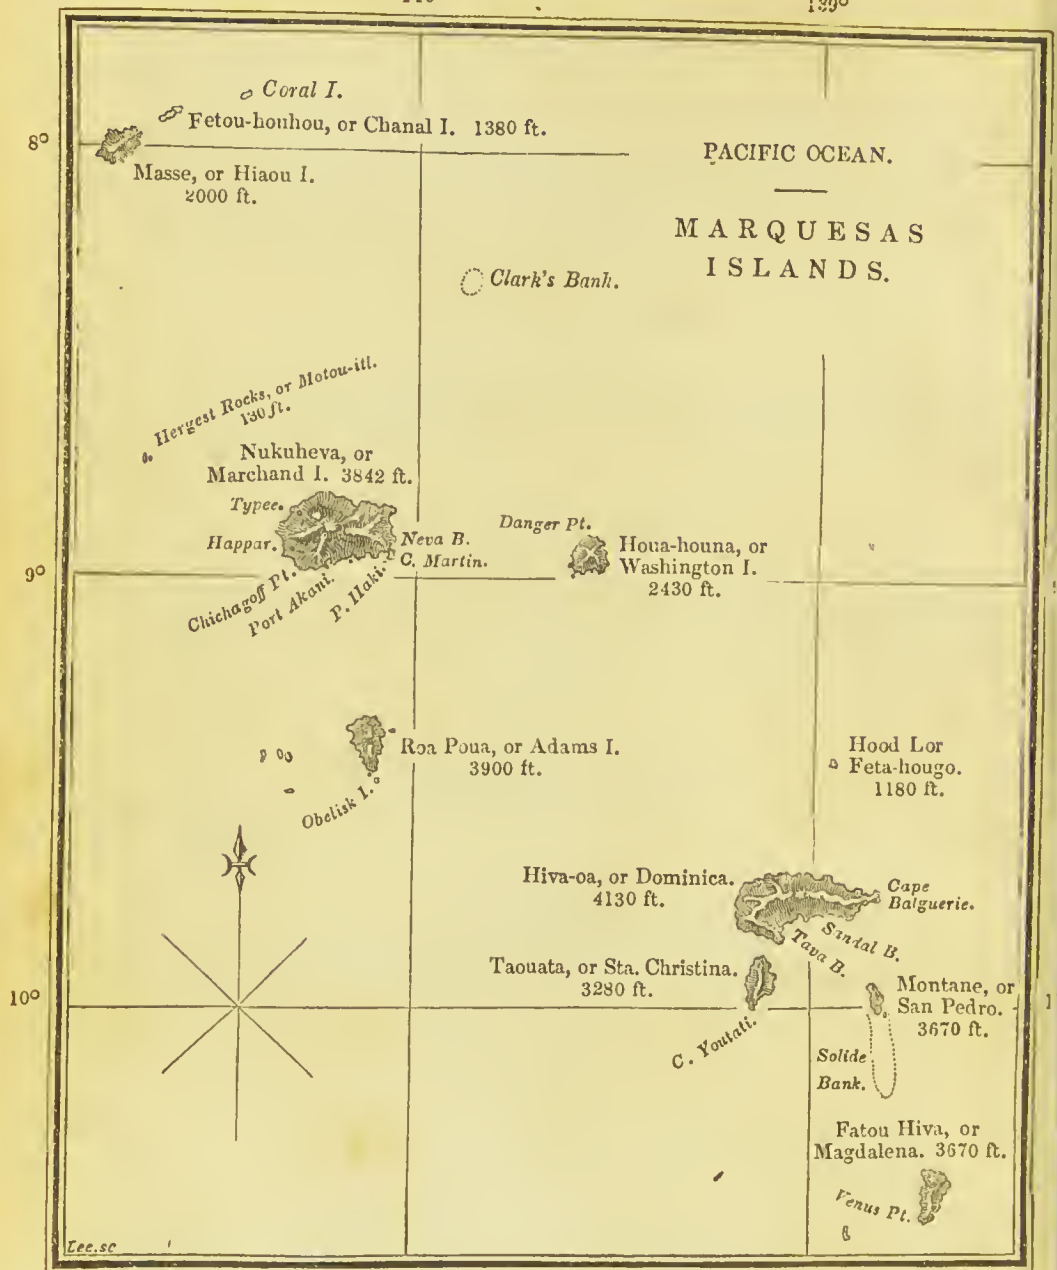 139°
Coral I.
Fetou-houhou, or Chanal I. 1380 ft.
8°
PACIFIC OCEAN.
Masse, or Hiaou I.
2000 ft.
MARQUESAS
ISLANDS.
Clark's Bank.
Hergest Rocks, or Motou-iti.
130 ft.
Nukuheva, or
Marchand I. 3842 ft.
Typee.
Happar.
Neva B.
C. Martin.
Danger Pt.
Houa-houna, or
Washington I.
2430 ft.
9°
Chichagoff Pt.
Port Akani.
P. Haki.
Roa Poua, or Adams I.
3900 ft.
Obelisk I.
Hood I. or
Feta-hougo.
1180 ft.
Hiva-oa, or Dominica.
4130 ft.
Cape
Balguerie.
Sandal B.
Tava B.
Taouata, or Sta. Christina.
3280 ft.
Montane, or
San Pedro.
3670 ft.
10°
C. Youtati.
Solide
Bank.
Fatou Hiva, or
Magdalena. 3670 ft.
Venus Pt.
Lee.sc